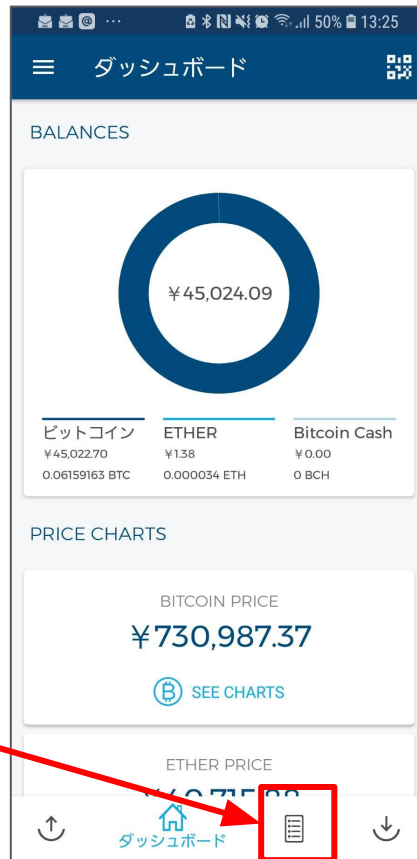 50% 13:25
ダッシュボード
BALANCES
¥45,024.09
ビットコイン ETHER Bitcoin Cash
¥45,022.70 ¥1.38 ¥0.00
0.06159163 BTC 0.000034 ETH 0 BCH
PRICE CHARTS
BITCOIN PRICE
¥730,987.37
SEE CHARTS
ETHER PRICE
ダッシュボード